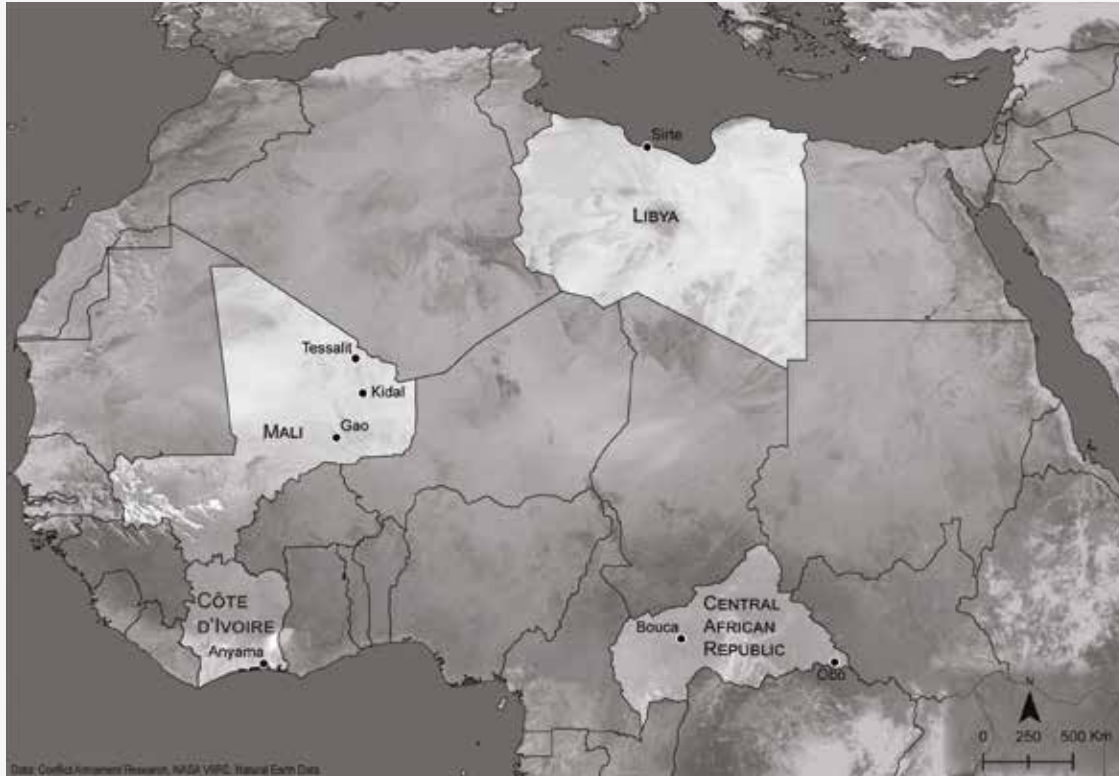 Sirte
LIBYA
Tessalit
Kidal
Gao
MALI
CÔTE
D'IVOIRE
Anyama
CENTRAL
AFRICAN
REPUBLIC
Bouca
Obo
N
0 250 500 Km
Data: Conflict Armament Research, NASA VIIRS, Natural Earth Data